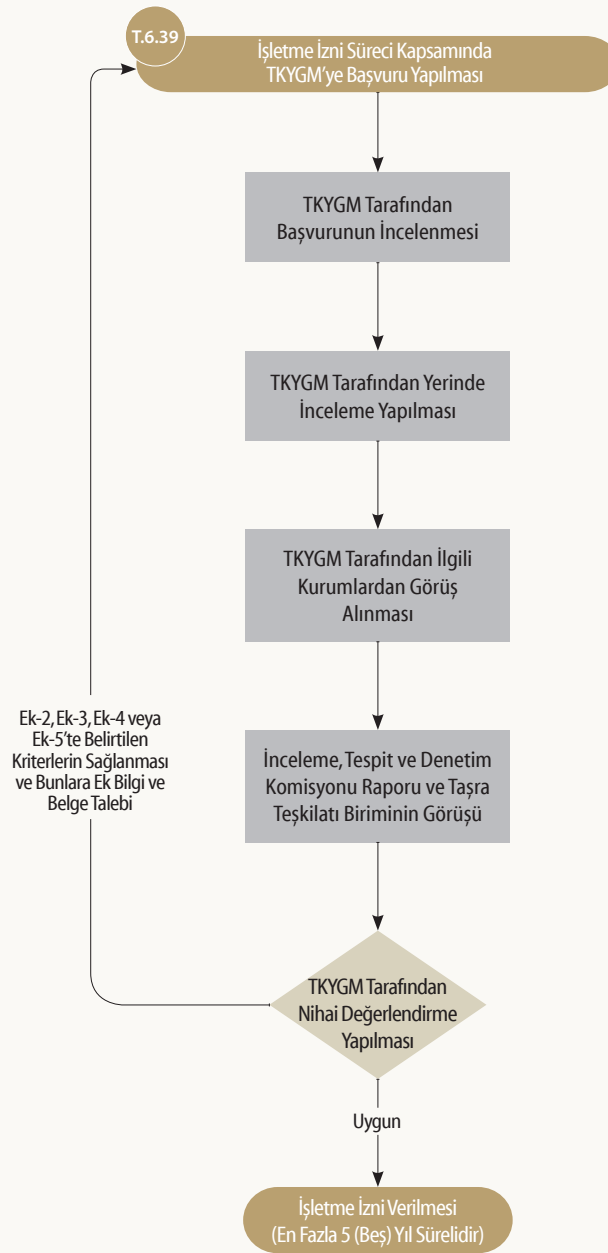 T.6.39
İşletme İzni Süreci Kapsamında
TKYGM'ye Başvuru Yapılması
TKYGM Tarafından
Başvurunun İncelenmesi
TKYGM Tarafından Yerinde
İnceleme Yapılması
TKYGM Tarafından İlgili
Kurumlardan Görüş
Alınması
Ek-2, Ek-3, Ek-4 veya
Ek-5'te Belirtilen
Kriterlerin Sağlanması
ve Bunlara Ek Bilgi ve
Belge Talebi
İnceleme, Tespit ve Denetim
Komisyonu Raporu ve Taşra
Teşkilatı Biriminin Görüşü
TKYGM Tarafından
Nihai Değerlendirme
Yapılması
Uygun
İşletme İzni Verilmesi
(En Fazla 5 (Beş) Yıl Sürelidir)